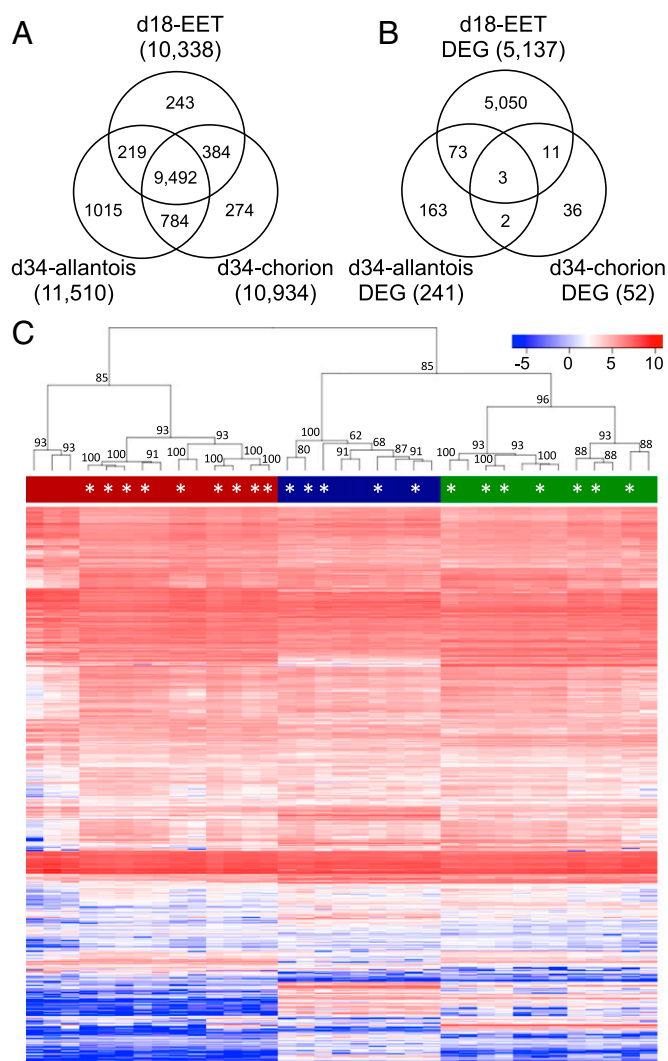 A
d18-EET
(10,338)
243
219
384
9,492
1015
784
274
d34-allantois
(11,510)
d34-chorion
(10,934)
B
d18-EET
DEG (5,137)
5,050
73
11
3
163
2
36
d34-allantois
DEG (241)
d34-chorion
DEG (52)
C
-5 0 5 10
85 85
96
93 93 93 93 100 62 68 93 93 93 88
100 100 91 100 100 100 80 91 87 91 100 100 100 88 88
* * * * * * * * * * * * * * * * * * * * *